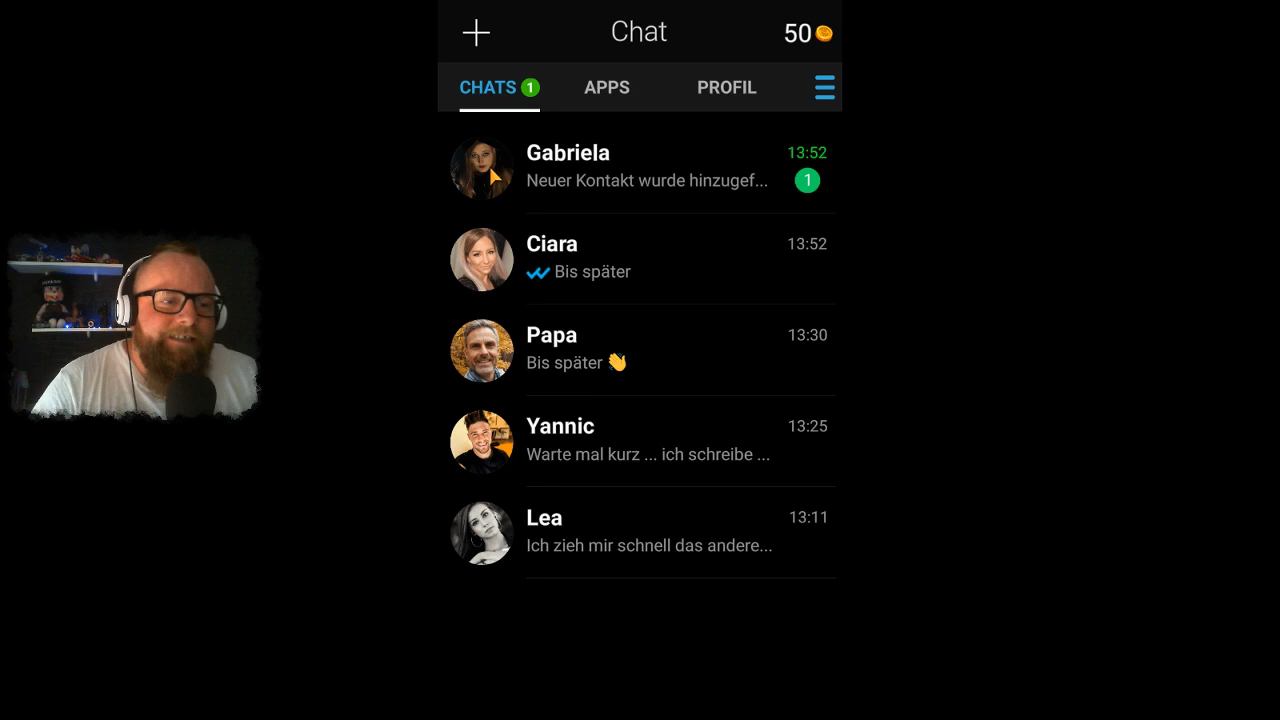 Chat
50
CHATS 1
APPS
PROFIL
Gabriela
13:52
Neuer Kontakt wurde hinzugef...
1
Ciara
13:52
Bis später
Papa
13:30
Bis später 👋
Yannic
13:25
Warte mal kurz ... ich schreibe ...
Lea
13:11
Ich zieh mir schnell das andere...